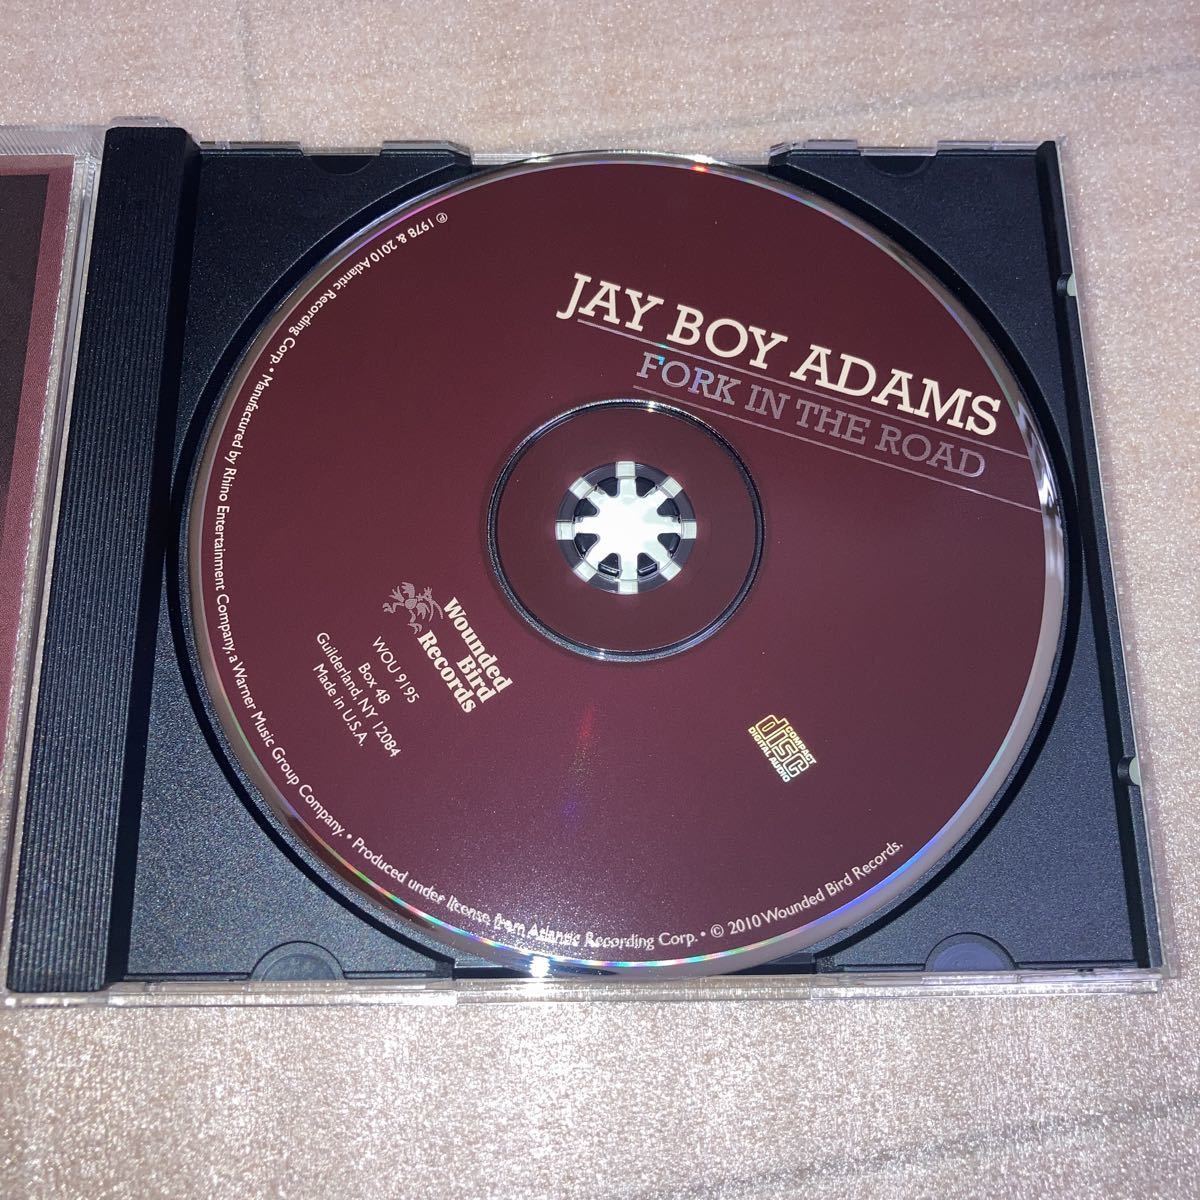 JAY BOY ADAMS
FORK IN THE ROAD
Wounded
Bird
Records
WOU 9195
Box 48
Guilderland, NY 12084
Made in U.S.A.
COMPACT
disc
DIGITAL AUDIO
℗ 1978 & 2010 Atlantic Recording Corp. • Manufactured by Rhino Entertainment Company, a Warner Music Group Company. • Produced under license from Atlantic Recording Corp. • © 2010 Wounded Bird Records.